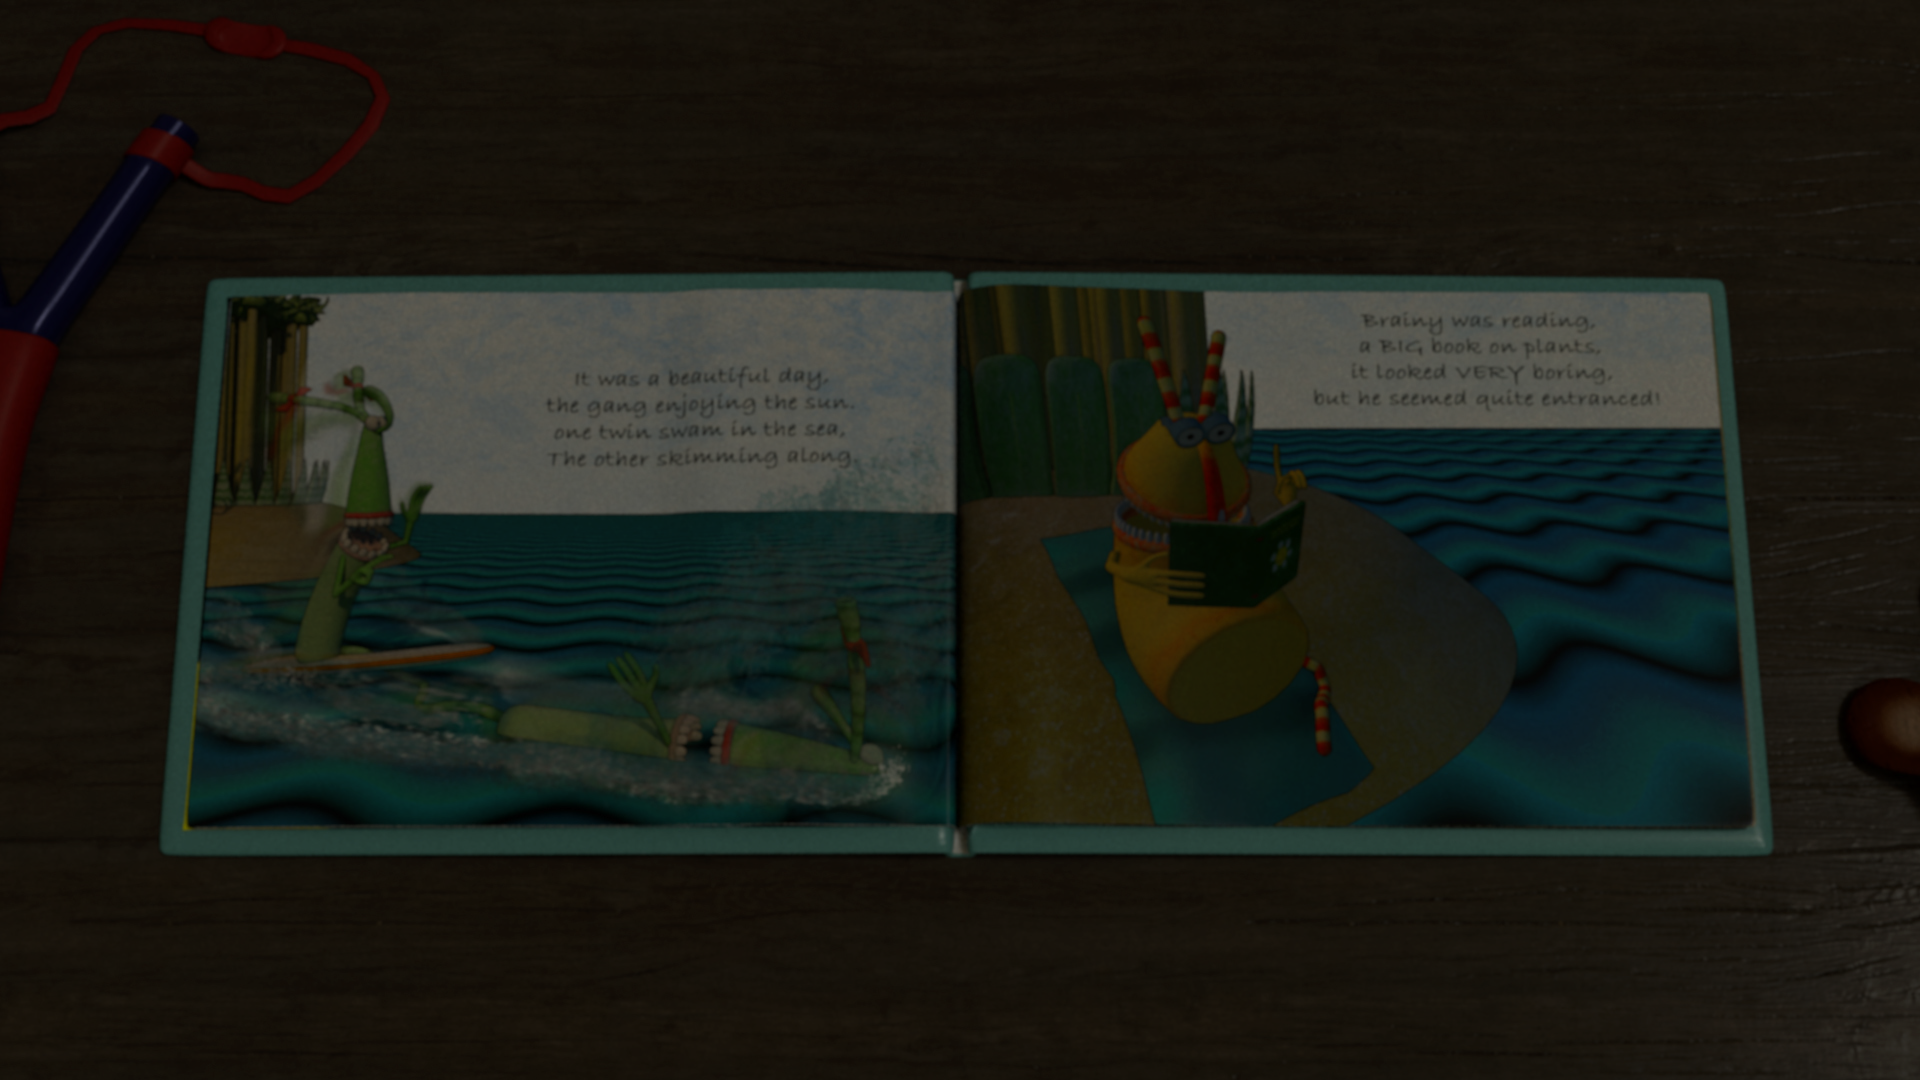 It was a beautiful day,
the gang enjoying the sun.
one twin swam in the sea,
The other skimming along.
Brainy was reading,
a BIG book on plants,
it looked VERY boring,
but he seemed quite entranced!